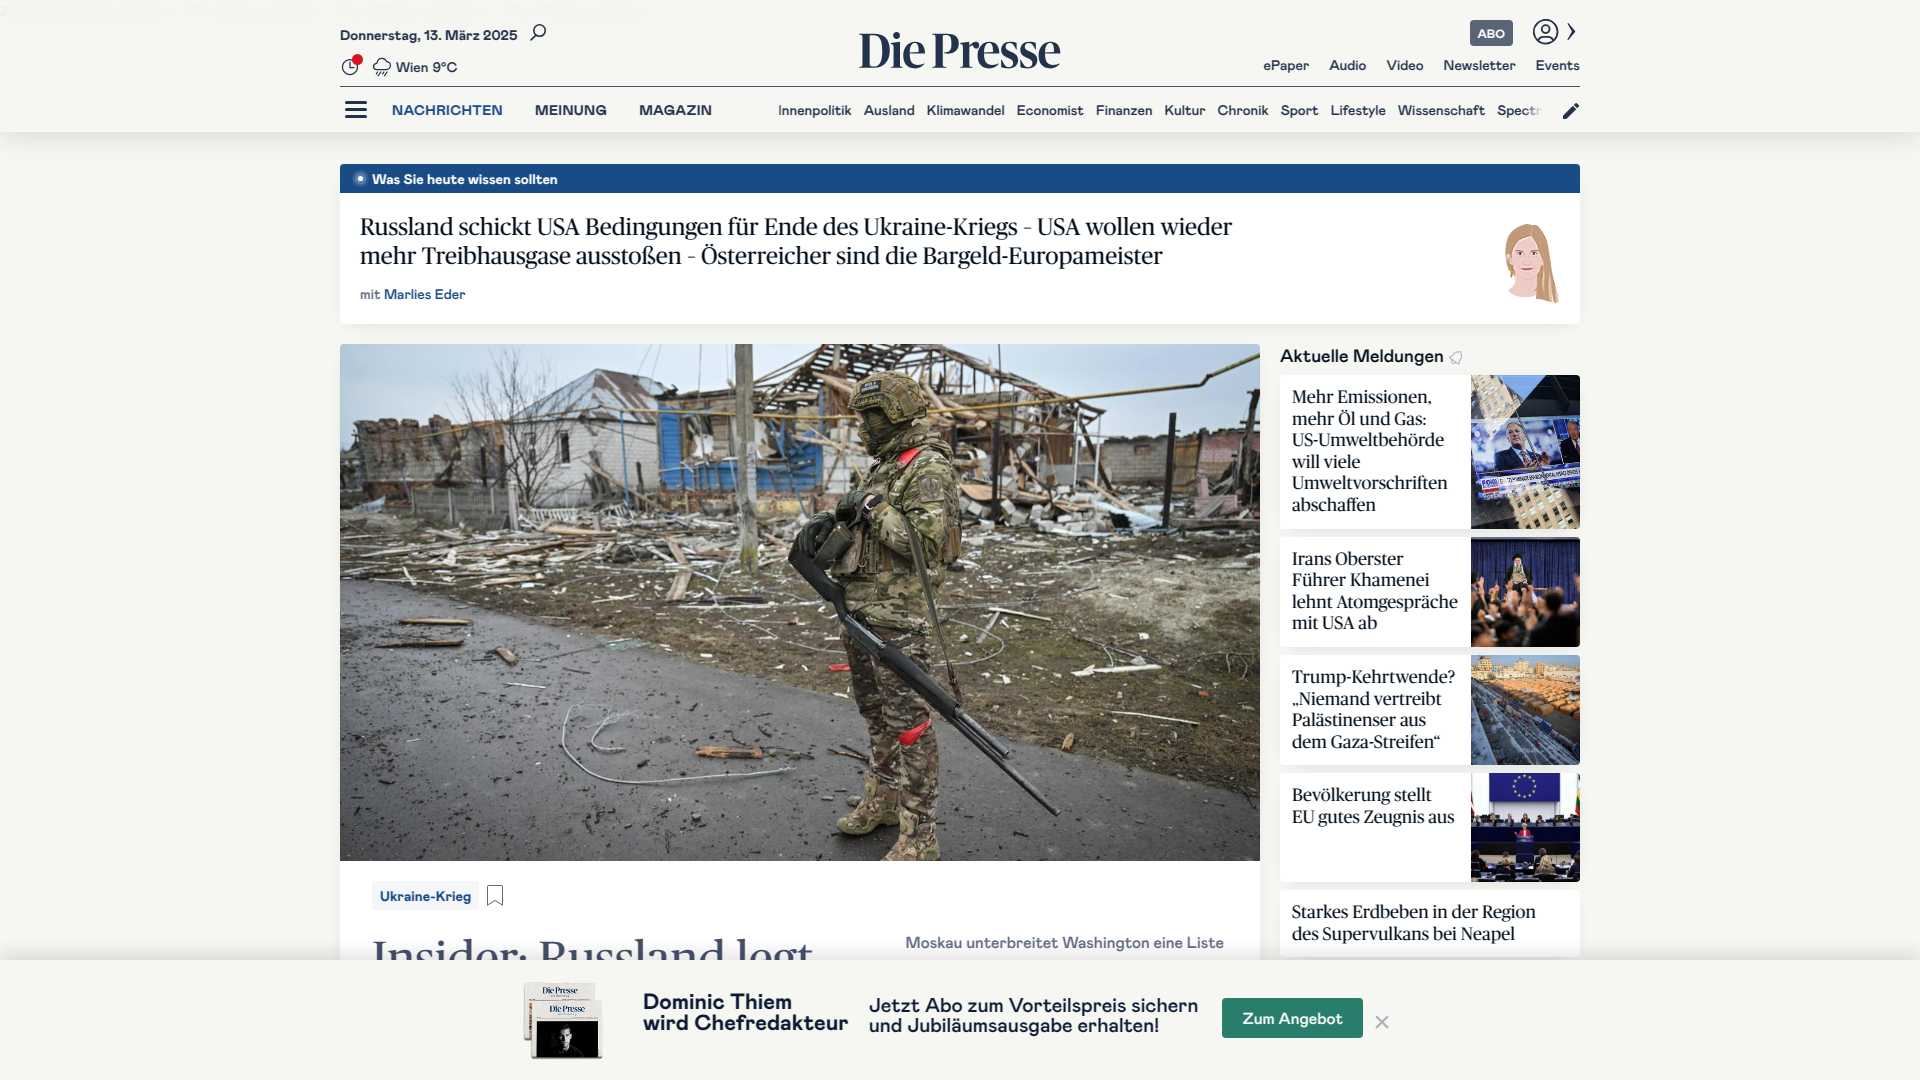 Donnerstag, 13. März 2025
Wien 9°C
Die Presse
ABO
ePaper Audio Video Newsletter Events
NACHRICHTEN MEINUNG MAGAZIN
Innenpolitik Ausland Klimawandel Economist Finanzen Kultur Chronik Sport Lifestyle Wissenschaft Spectr
Was Sie heute wissen sollten
Russland schickt USA Bedingungen für Ende des Ukraine-Kriegs - USA wollen wieder
mehr Treibhausgase ausstoßen - Österreicher sind die Bargeld-Europameister
mit Marlies Eder
Ukraine-Krieg
Insider: Russland legt
Moskau unterbreitet Washington eine Liste
Aktuelle Meldungen
Mehr Emissionen,
mehr Öl und Gas:
US-Umweltbehörde
will viele
Umweltvorschriften
abschaffen
Irans Oberster
Führer Khamenei
lehnt Atomgespräche
mit USA ab
Trump-Kehrtwende?
„Niemand vertreibt
Palästinenser aus
dem Gaza-Streifen“
Bevölkerung stellt
EU gutes Zeugnis aus
Starkes Erdbeben in der Region
des Supervulkans bei Neapel
Die Presse
Die Presse
Dominic Thiem
wird Chefredakteur
Jetzt Abo zum Vorteilspreis sichern
und Jubiläumsausgabe erhalten!
Zum Angebot